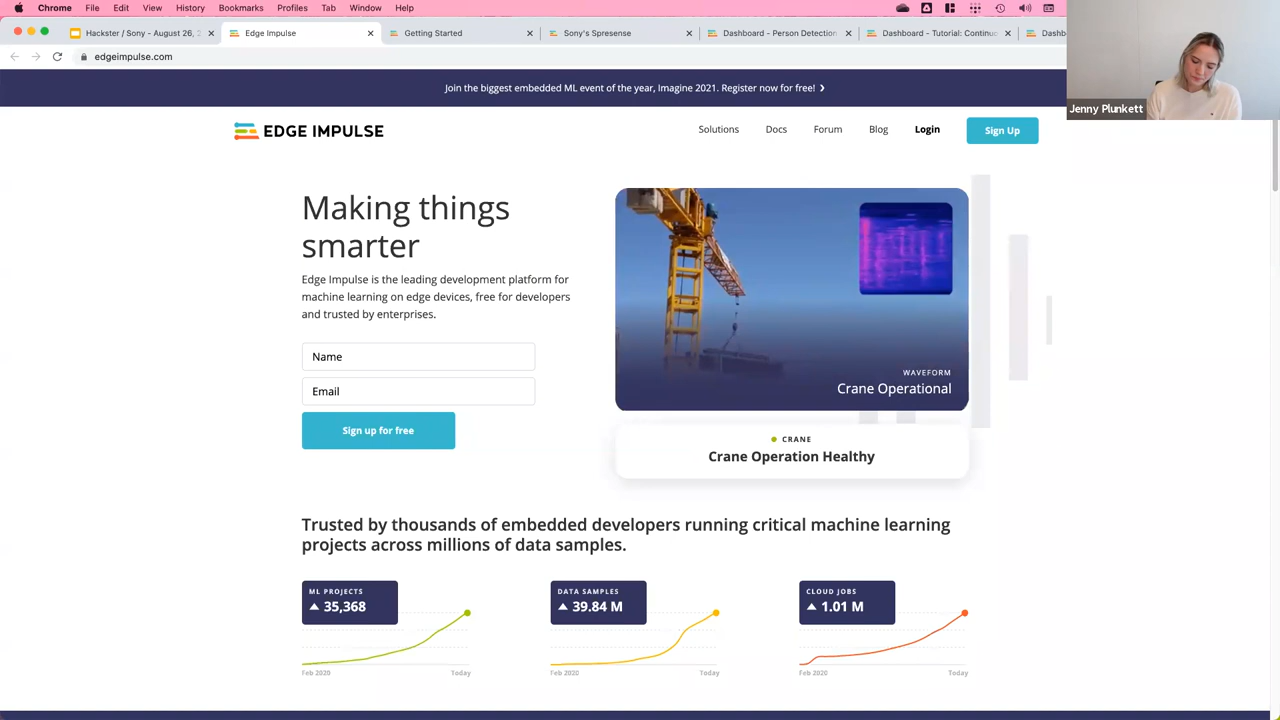 Chrome File Edit View History Bookmarks Profiles Tab Window Help
Hackster / Sony - August 26, Edge Impulse Getting Started Sony's Spresense Dashboard - Person Detection Dashboard - Tutorial: Continuo Dashb
edgeimpulse.com
Jenny Plunkett
Join the biggest embedded ML event of the year, Imagine 2021. Register now for free!
EDGE IMPULSE
Solutions Docs Forum Blog Login Sign Up
Making things
smarter
Edge Impulse is the leading development platform for
machine learning on edge devices, free for developers
and trusted by enterprises.
Name
Email
Sign up for free
WAVEFORM
Crane Operational
CRANE
Crane Operation Healthy
Trusted by thousands of embedded developers running critical machine learning
projects across millions of data samples.
ML PROJECTS
35,368
Feb 2020 Today
DATA SAMPLES
39.84 M
Feb 2020 Today
CLOUD JOBS
1.01 M
Feb 2020 Today